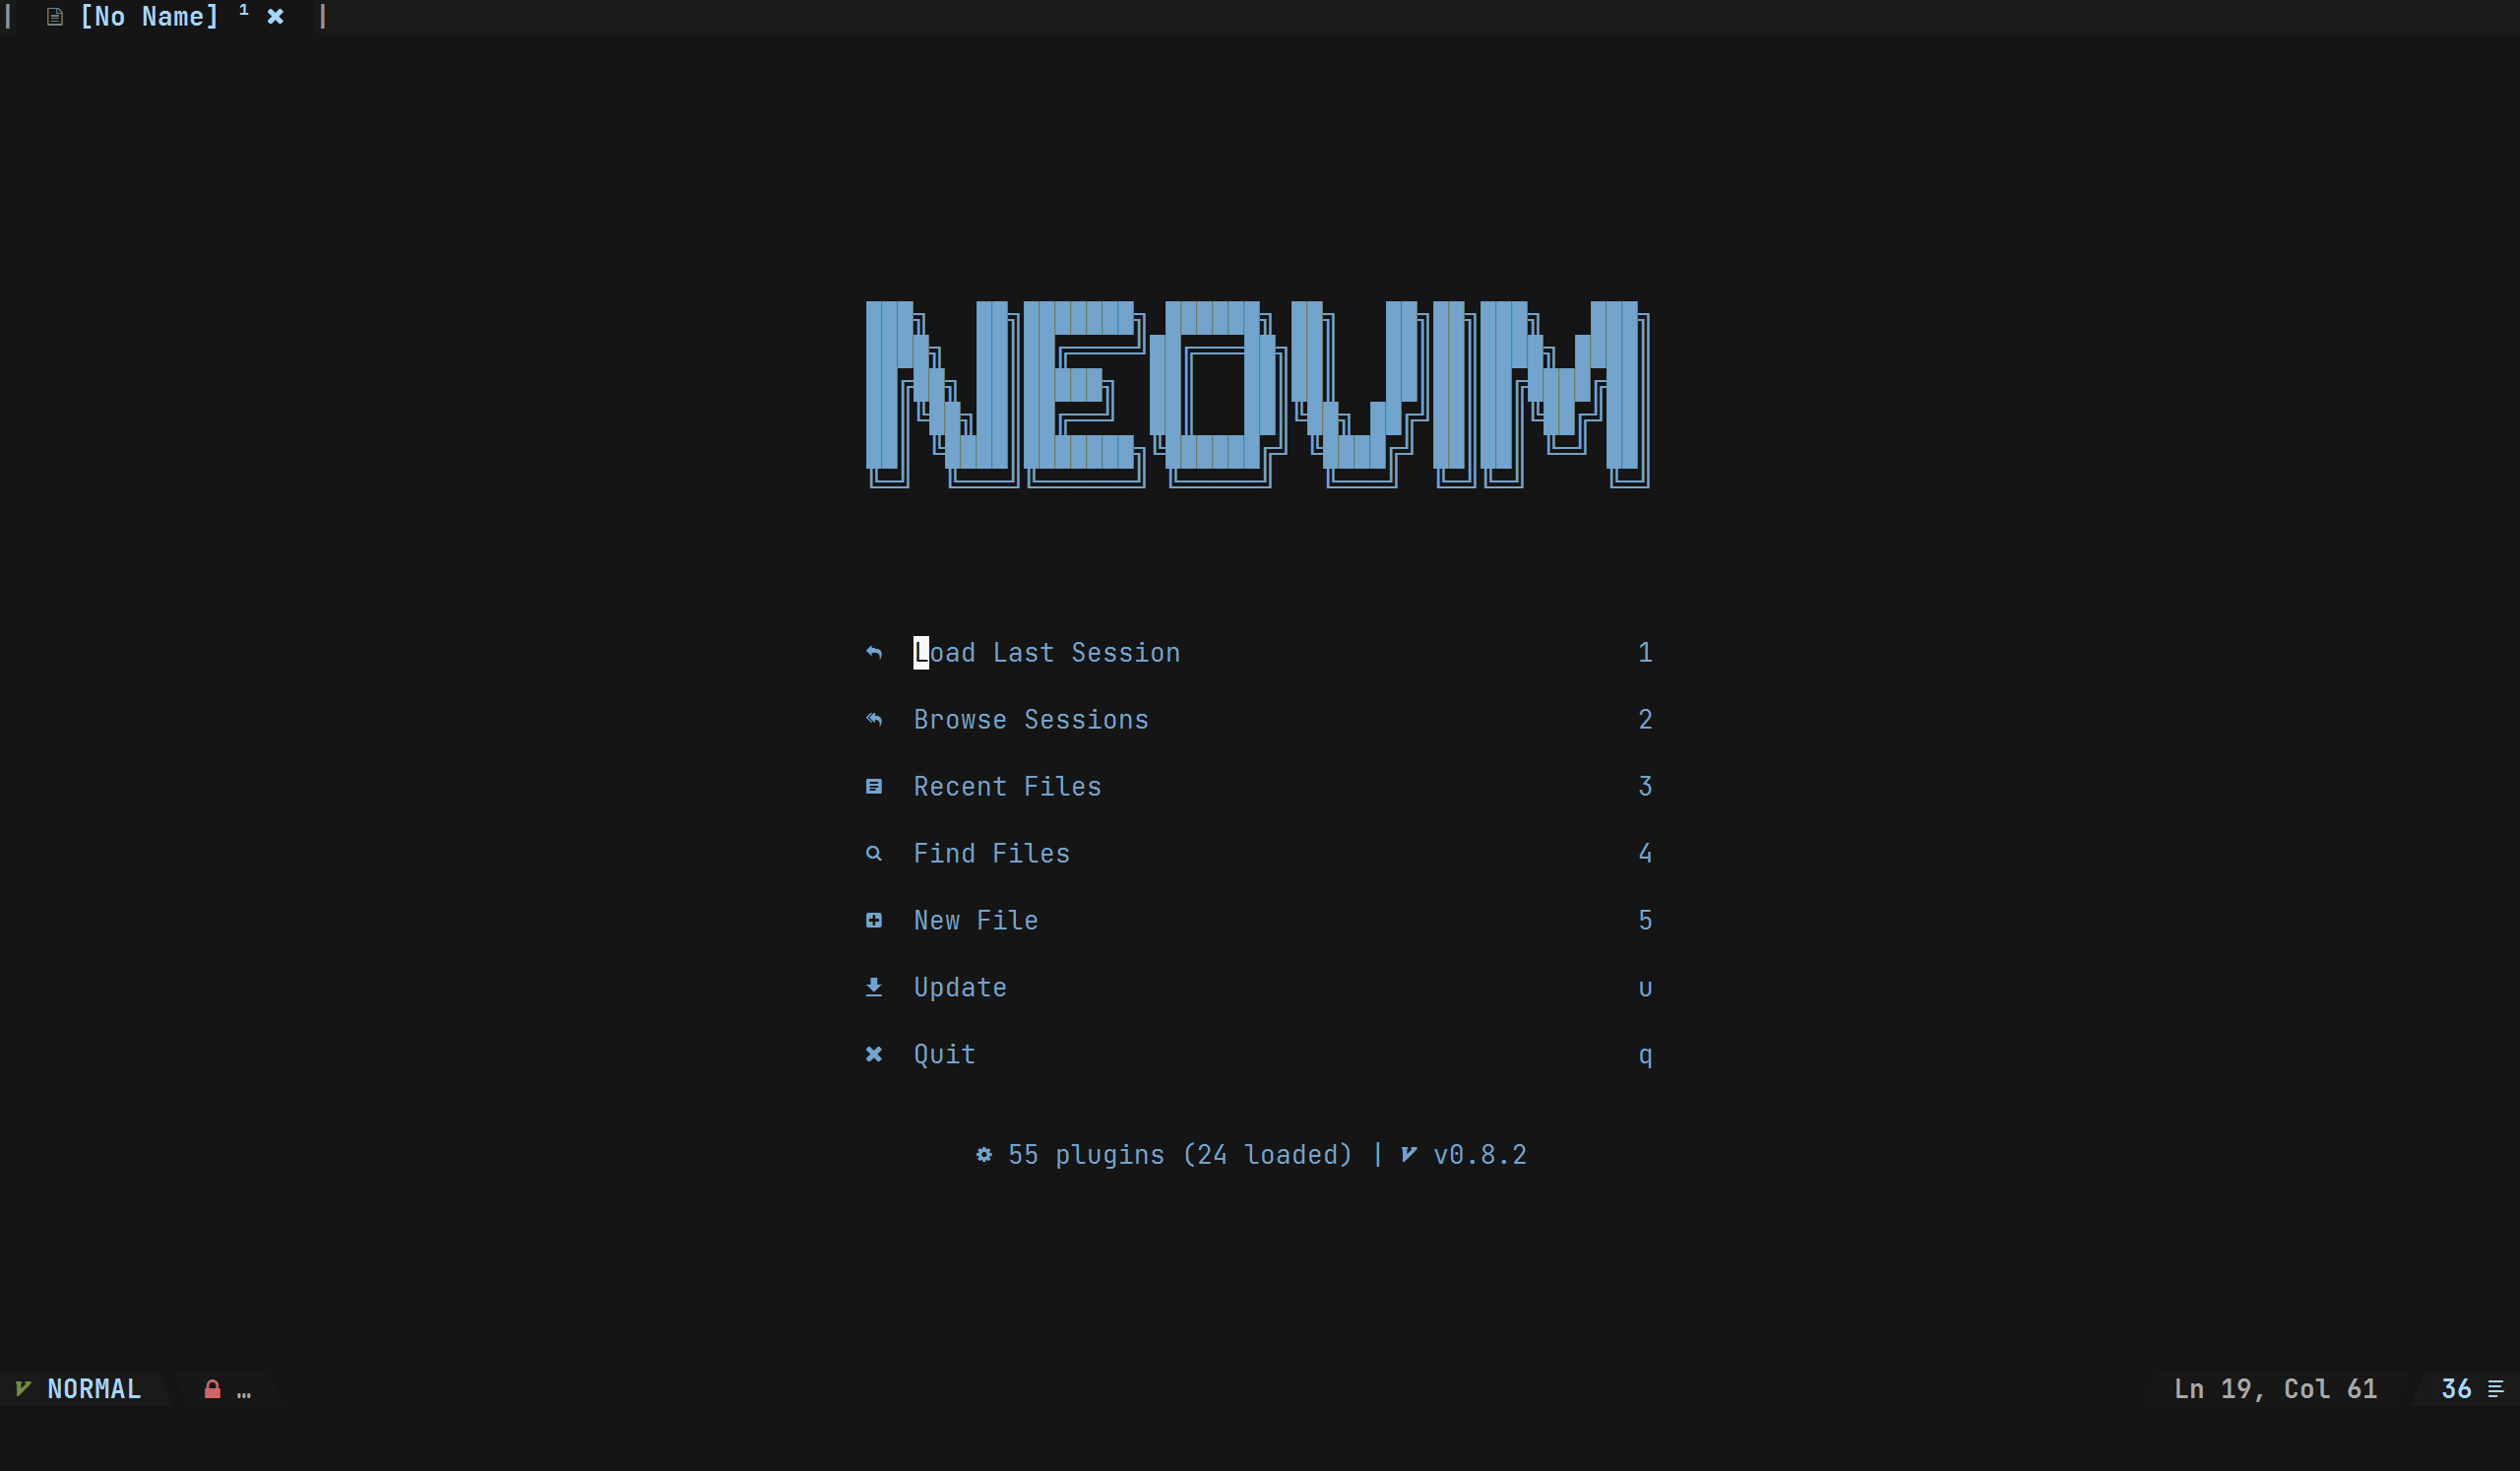 [No Name] ¹ ✖
NEOVIM
Load Last Session 1
Browse Sessions 2
Recent Files 3
Find Files 4
New File 5
Update u
Quit q
55 plugins (24 loaded) | v0.8.2
NORMAL … Ln 19, Col 61 36